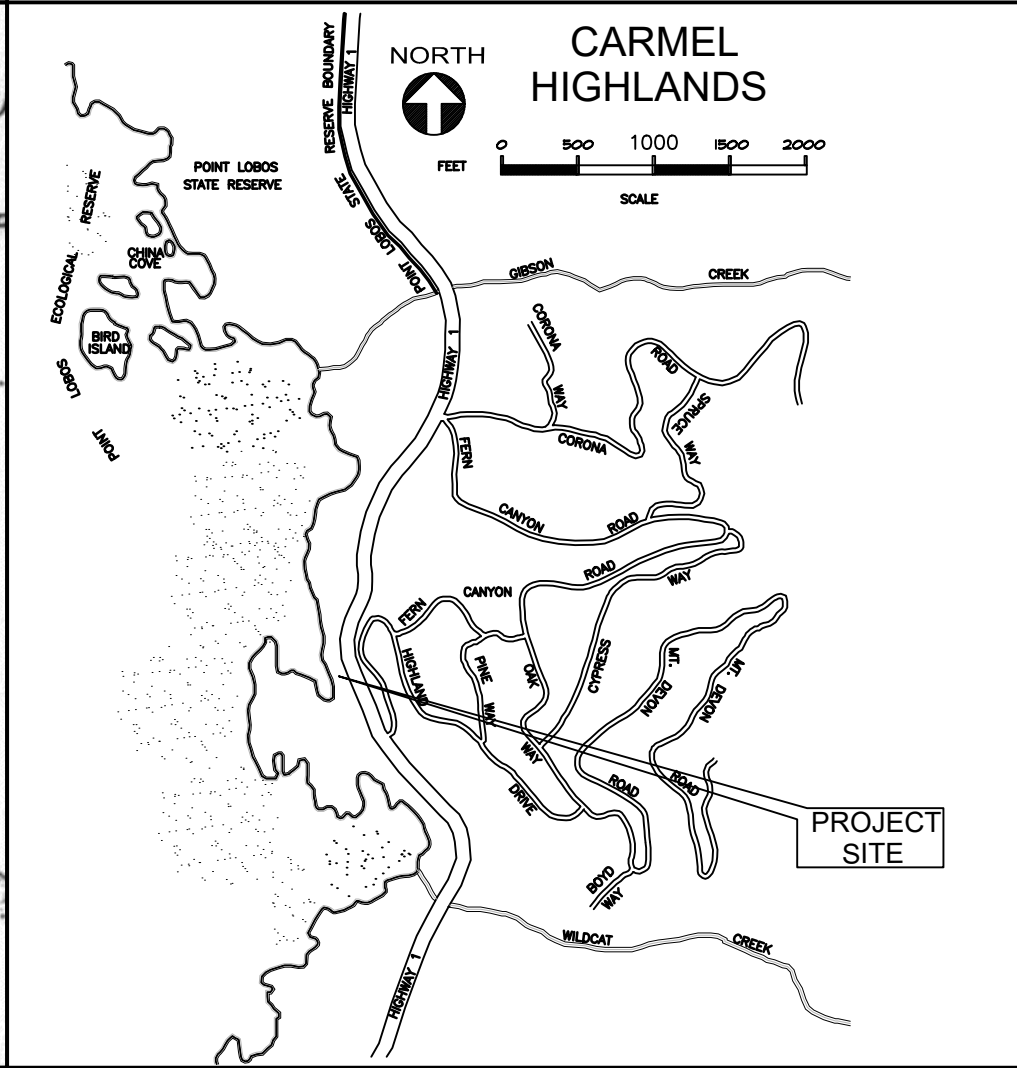 CARMEL
HIGHLANDS
NORTH
0 500 1000 1500 2000
FEET
SCALE
RESERVE BOUNDARY
HIGHWAY 1
POINT LOBOS STATE
POINT LOBOS
STATE RESERVE
POINT LOBOS ECOLOGICAL RESERVE
CHINA
COVE
BIRD
ISLAND
GIBSON CREEK
HIGHWAY 1
CORONA WAY
CORONA ROAD
SPRUCE WAY
FERN CANYON ROAD
FERN CANYON ROAD
CYPRESS WAY
HIGHLAND DRIVE
PINE WAY
OAK WAY
MT. DEVON ROAD
MT. DEVON ROAD
BOYD WAY
PROJECT
SITE
WILDCAT CREEK
HIGHWAY 1